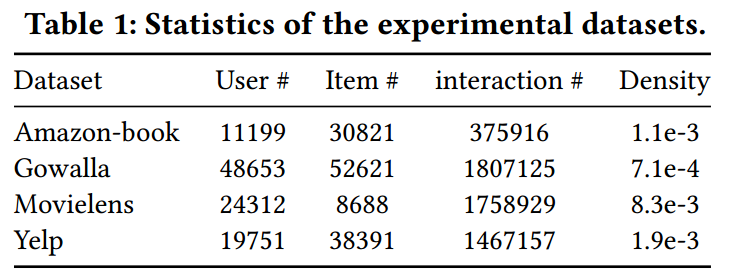 Table 1: Statistics of the experimental datasets.
Dataset User # Item # interaction # Density
Amazon-book 11199 30821 375916 1.1e-3
Gowalla 48653 52621 1807125 7.1e-4
Movielens 24312 8688 1758929 8.3e-3
Yelp 19751 38391 1467157 1.9e-3